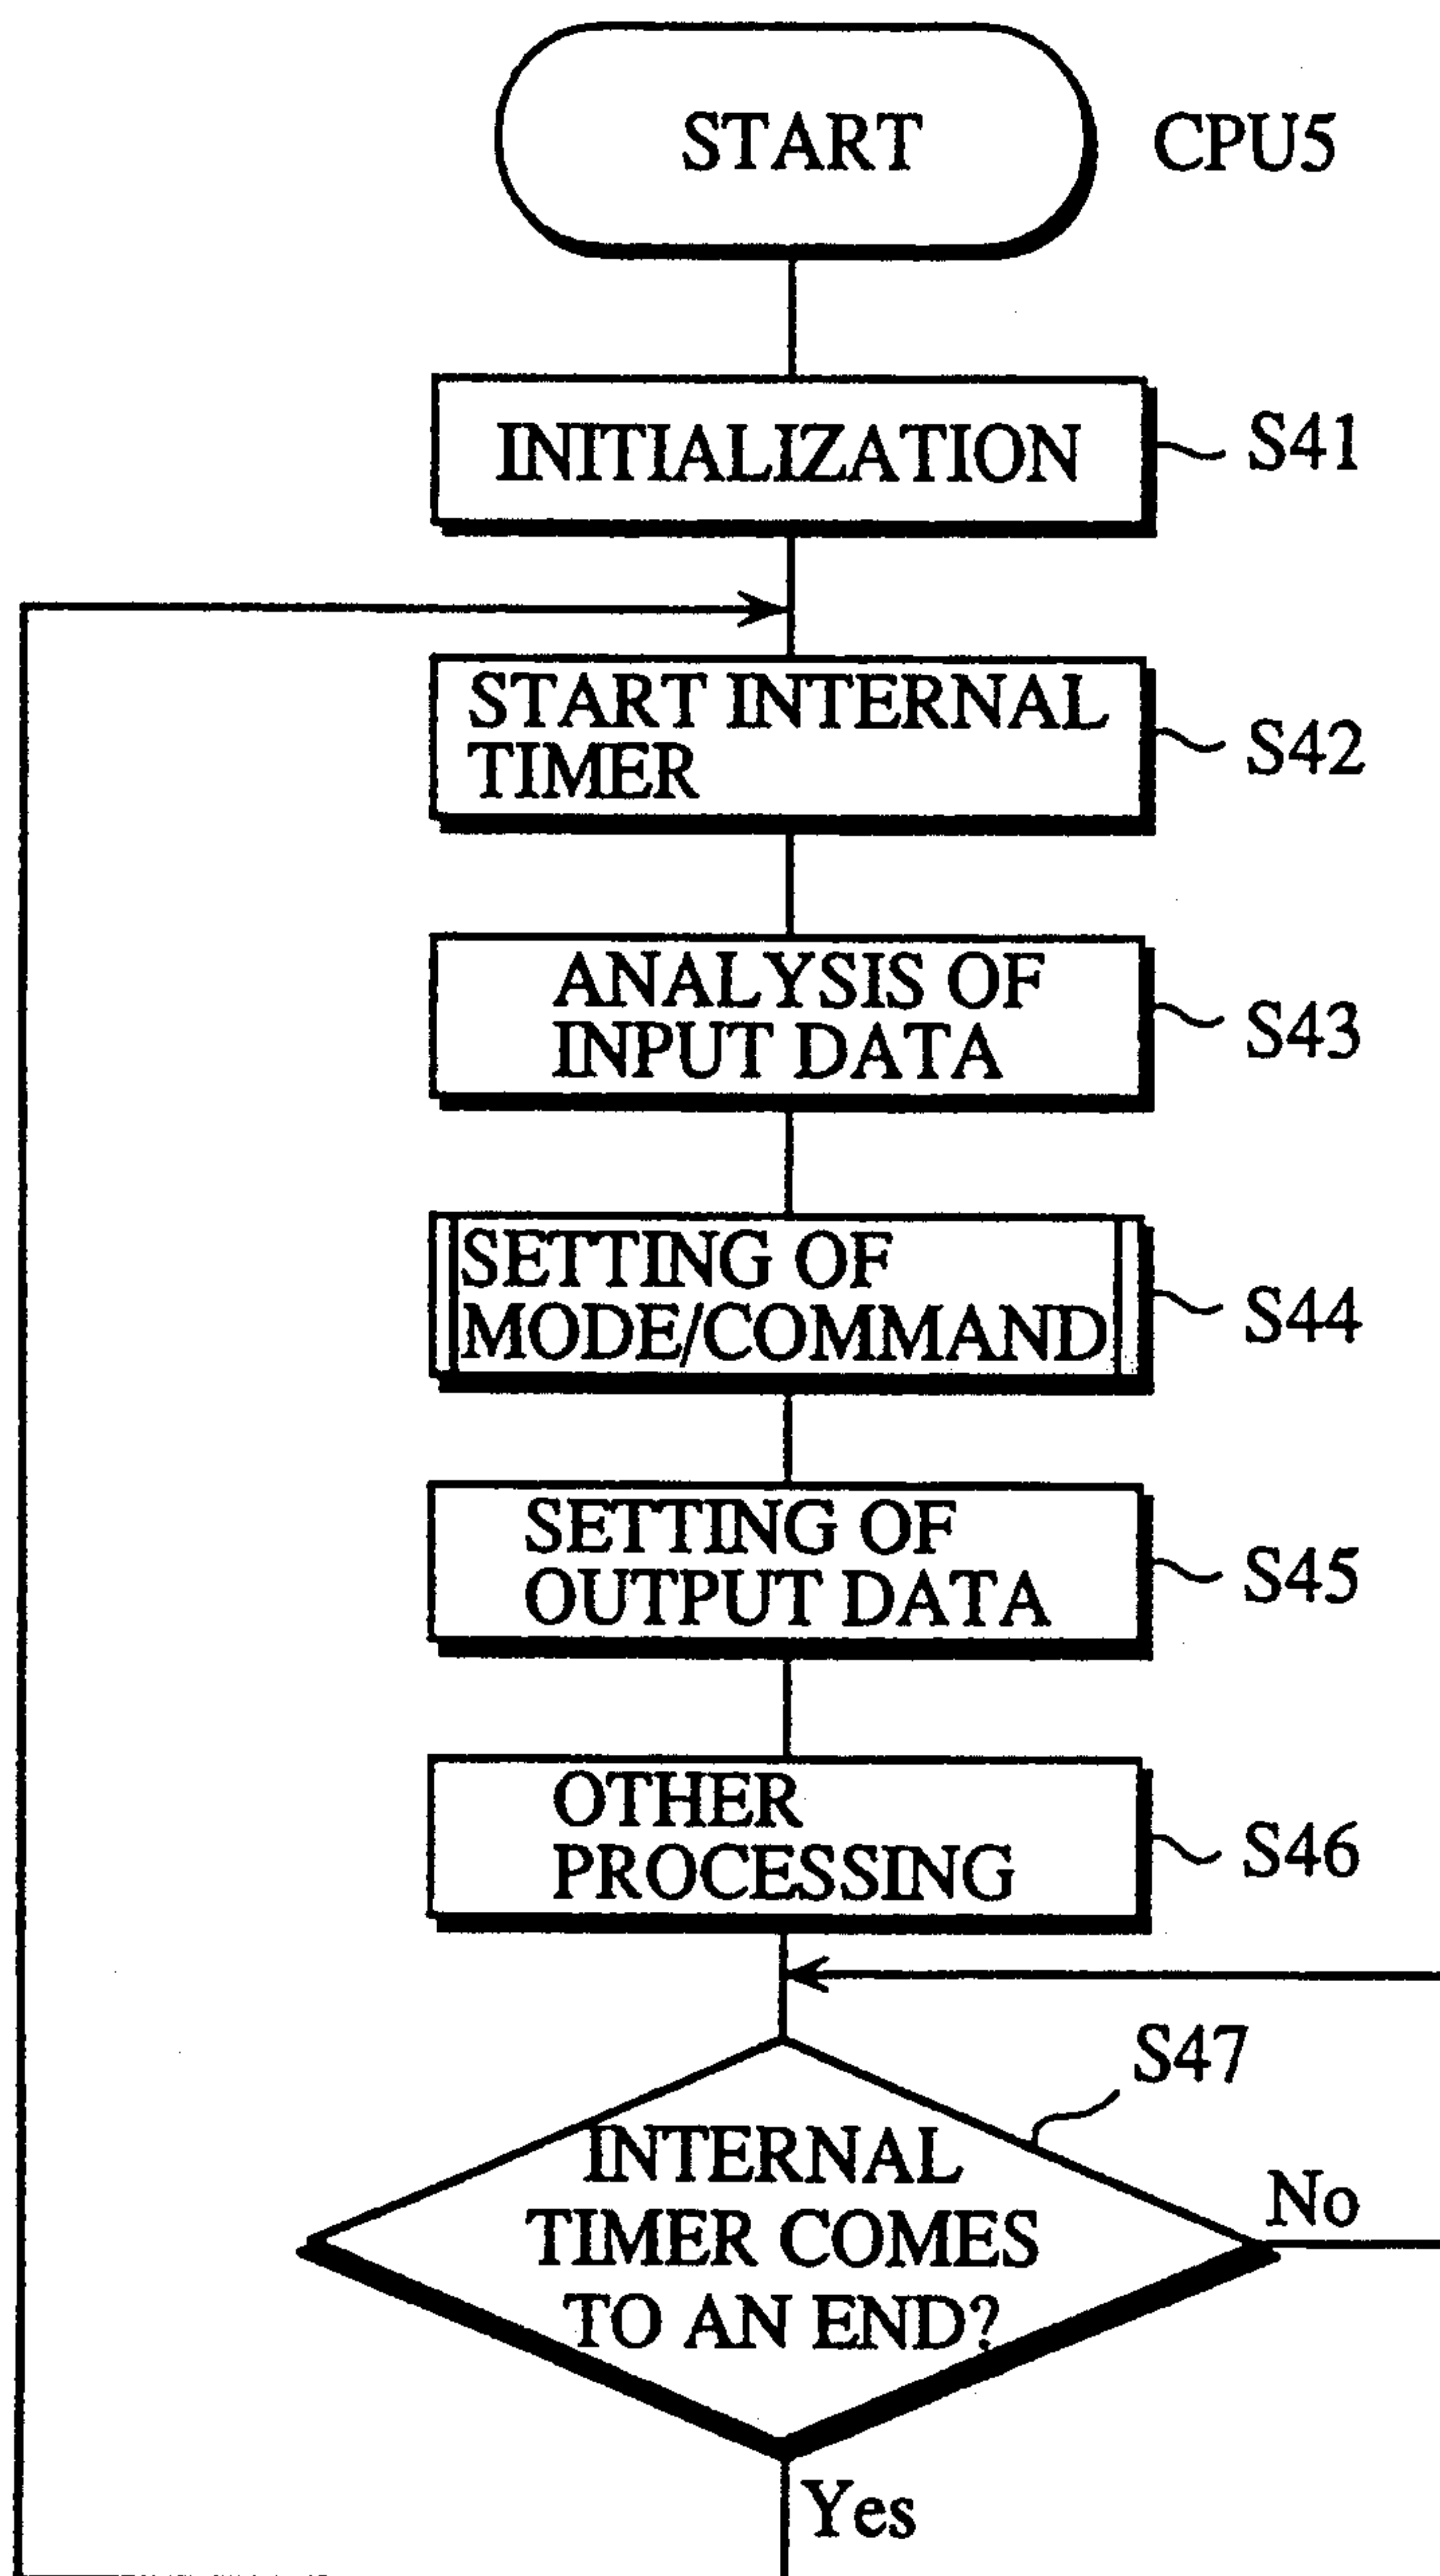 START
CPU5
INITIALIZATION
S41
START INTERNAL
TIMER
S42
ANALYSIS OF
INPUT DATA
S43
SETTING OF
MODE/COMMAND
S44
SETTING OF
OUTPUT DATA
S45
OTHER
PROCESSING
S46
S47
INTERNAL
TIMER COMES
TO AN END?
No
Yes